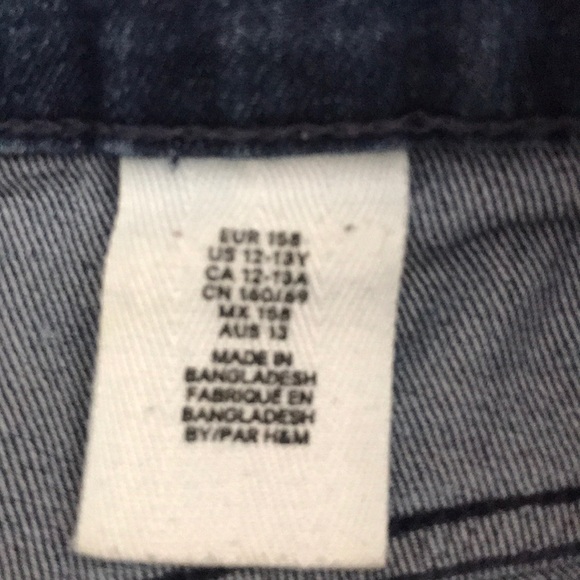 EUR 158
US 12-13Y
CA 12-13A
CN 160/69
MX 158
AUS 13
MADE IN
BANGLADESH
FABRIQUÉ EN
BANGLADESH
BY/PAR H&M